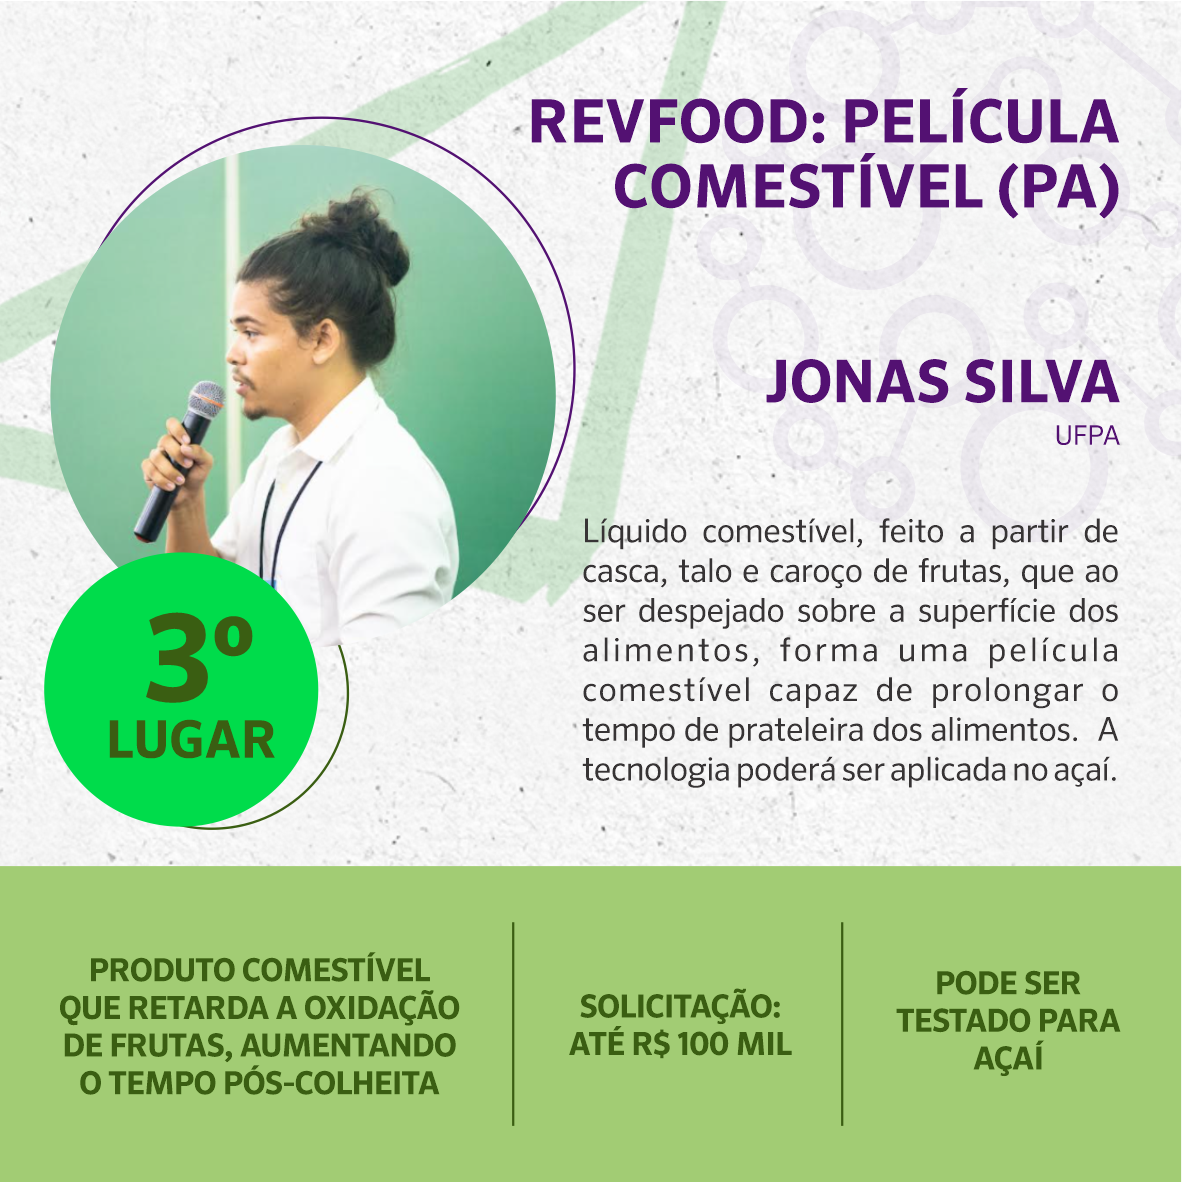 REVFOOD: PELÍCULA
COMESTÍVEL (PA)
JONAS SILVA
UFPA
Líquido comestível, feito a partir de
casca, talo e caroço de frutas, que ao
ser despejado sobre a superfície dos
alimentos, forma uma película
comestível capaz de prolongar o
tempo de prateleira dos alimentos. A
tecnologia poderá ser aplicada no açaí.
3º
LUGAR
PRODUTO COMESTÍVEL
QUE RETARDA A OXIDAÇÃO
DE FRUTAS, AUMENTANDO
O TEMPO PÓS-COLHEITA
SOLICITAÇÃO:
ATÉ R$ 100 MIL
PODE SER
TESTADO PARA
AÇAÍ